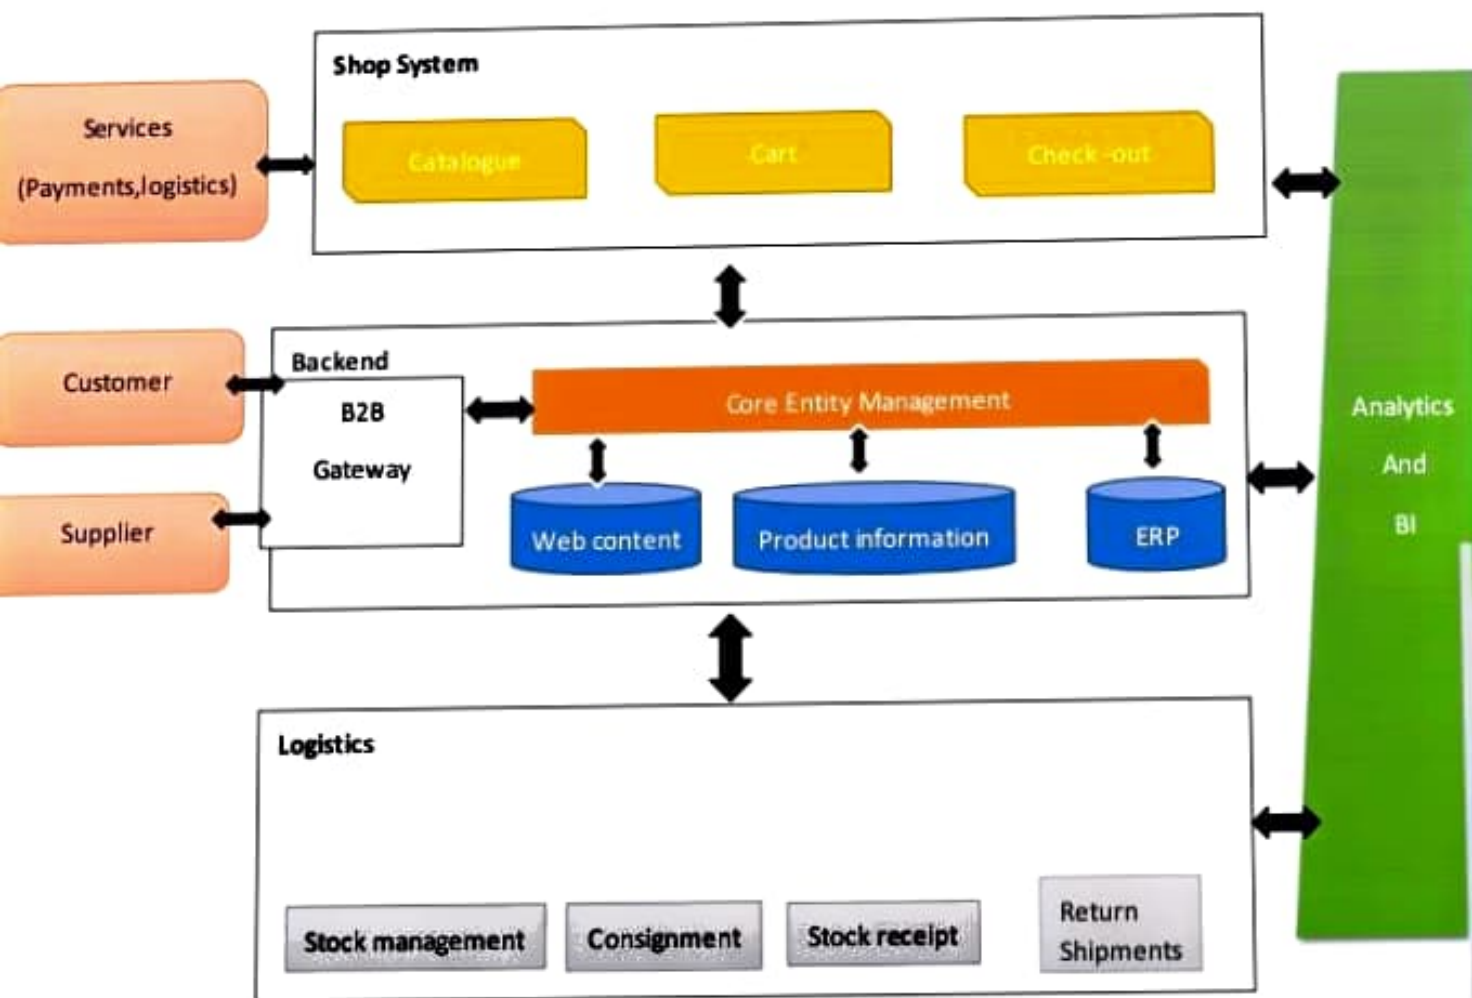 Shop System
Services
(Payments,logistics)
Catalogue
Cart
Check -out
Backend
Customer
B2B
Gateway
Core Entity Management
Supplier
Web content
Product information
ERP
Analytics
And
BI
Logistics
Stock management
Consignment
Stock receipt
Return
Shipments